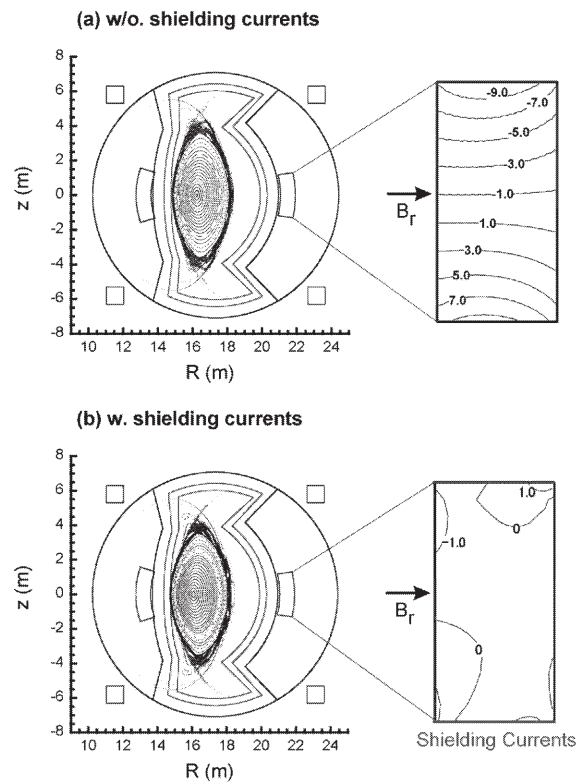 (a) w/o. shielding currents
8
6
4
2
0
-2
-4
-6
-8
z (m)
10 12 14 16 18 20 22 24
R (m)
Br
-9.0
-7.0
-5.0
-3.0
-1.0
1.0
3.0
5.0
7.0
(b) w. shielding currents
8
6
4
2
0
-2
-4
-6
-8
z (m)
10 12 14 16 18 20 22 24
R (m)
Br
1.0
0
-1.0
0
Shielding Currents